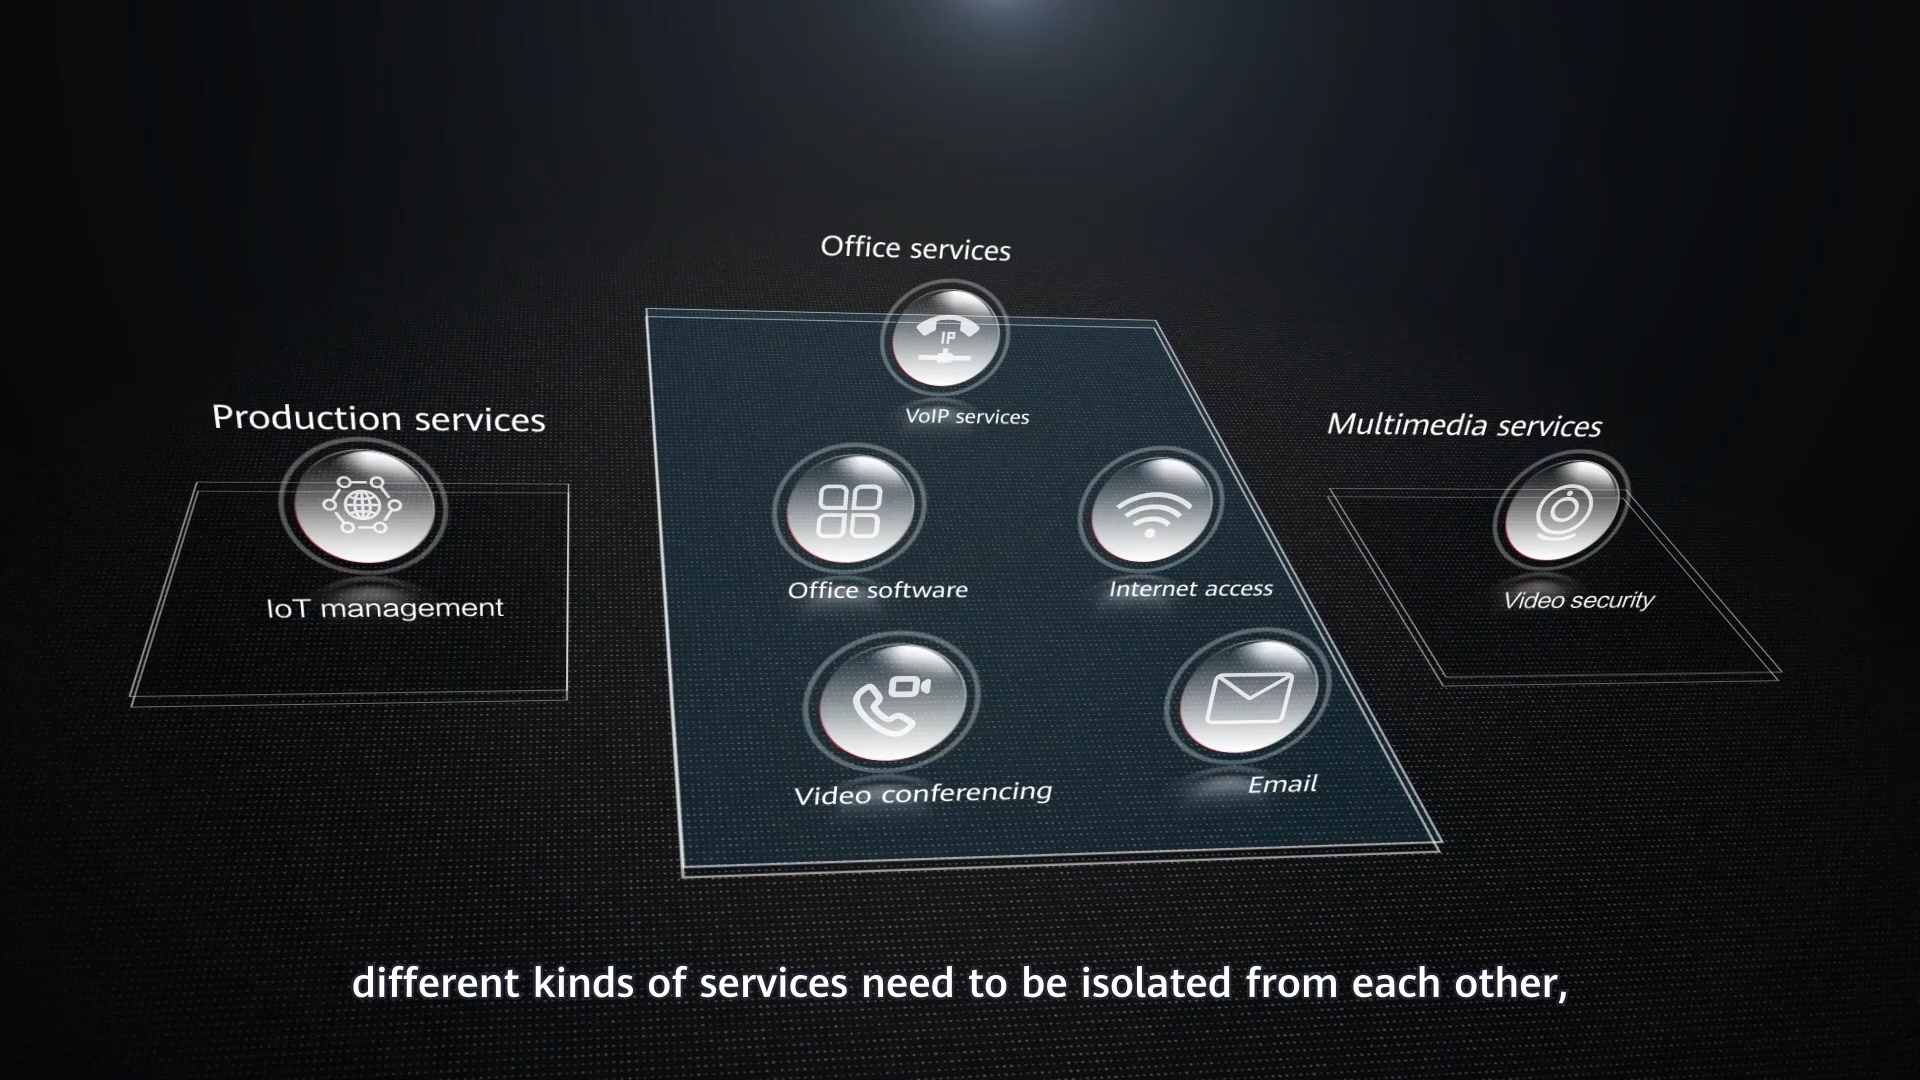 Office services
IP
VoIP services
Production services
Multimedia services
Office software
Internet access
IoT management
Video security
Video conferencing
Email
different kinds of services need to be isolated from each other,